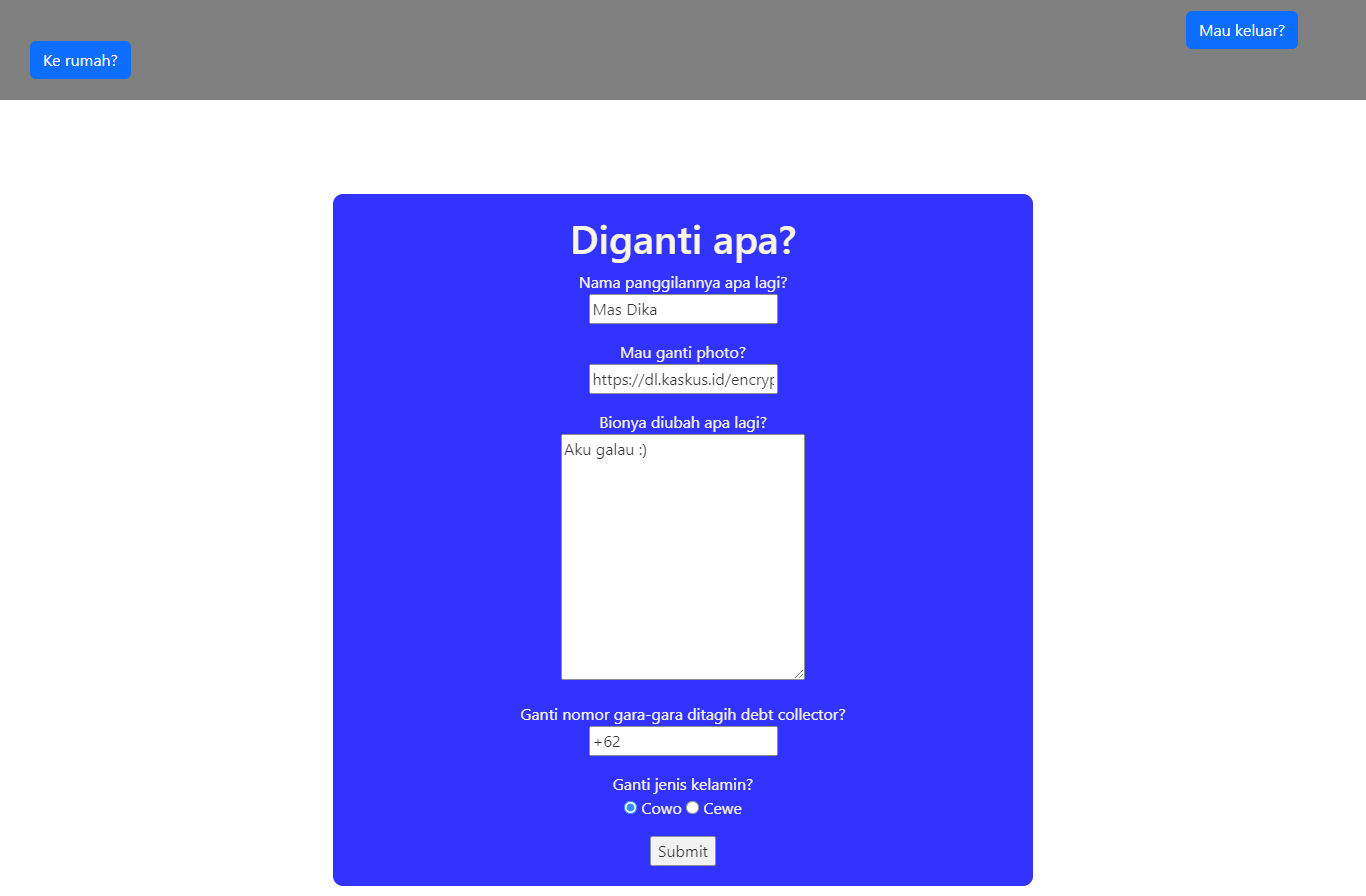 Mau keluar?
Ke rumah?
Diganti apa?
Nama panggilannya apa lagi?
Mas Dika
Mau ganti photo?
https://dl.kaskus.id/encryp
Bionya diubah apa lagi?
Aku galau :)
Ganti nomor gara-gara ditagih debt collector?
+62
Ganti jenis kelamin?
Cowo Cewe
Submit